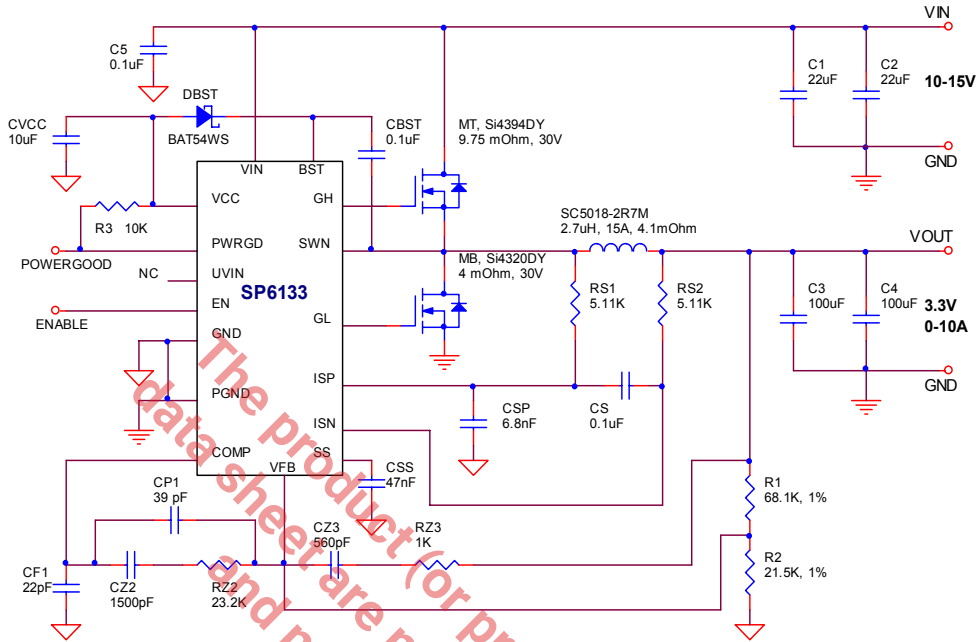 VIN
C5
0.1uF
C1
22uF
C2
22uF
10-15V
DBST
BAT54WS
CVCC
10uF
CBST
0.1uF
MT, Si4394DY
9.75 mOhm, 30V
GND
VIN
BST
VCC
GH
R3 10K
SC5018-2R7M
2.7uH, 15A, 4.1mOhm
PWRGD
SWN
VOUT
POWERGOOD
MB, Si4320DY
4 mOhm, 30V
NC
UVIN
SP6133
RS1
5.11K
RS2
5.11K
C3
100uF
C4
100uF
3.3V
0-10A
EN
ENABLE
GL
GND
ISP
GND
PGND
CSP
6.8nF
CS
0.1uF
ISN
COMP
SS
VFB
CSS
47nF
CP1
39 pF
R1
68.1K, 1%
CZ3
560pF
RZ3
1K
CF1
22pF
CZ2
1500pF
RZ2
23.2K
R2
21.5K, 1%
The product (or pr
data sheet are n
and